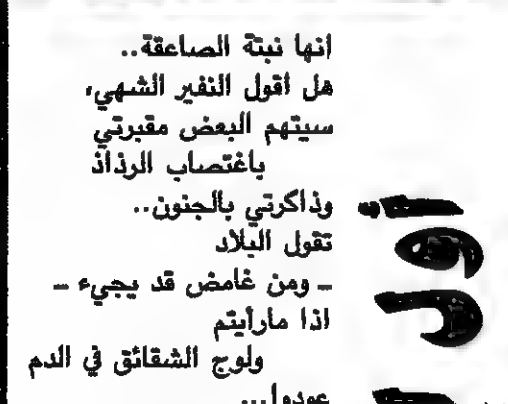 انها نبتة الصاعقة..
هل اقول النفير الشهي،
سيتهم البعض مقبرتي
باغتصاب الرذاذ
وذاكرتي بالجنون..
تقول البلاد
ـ ومن غامض قد يجيء ـ
اذا مارأيتم
ولوج الشقائق في الدم
عودوا...